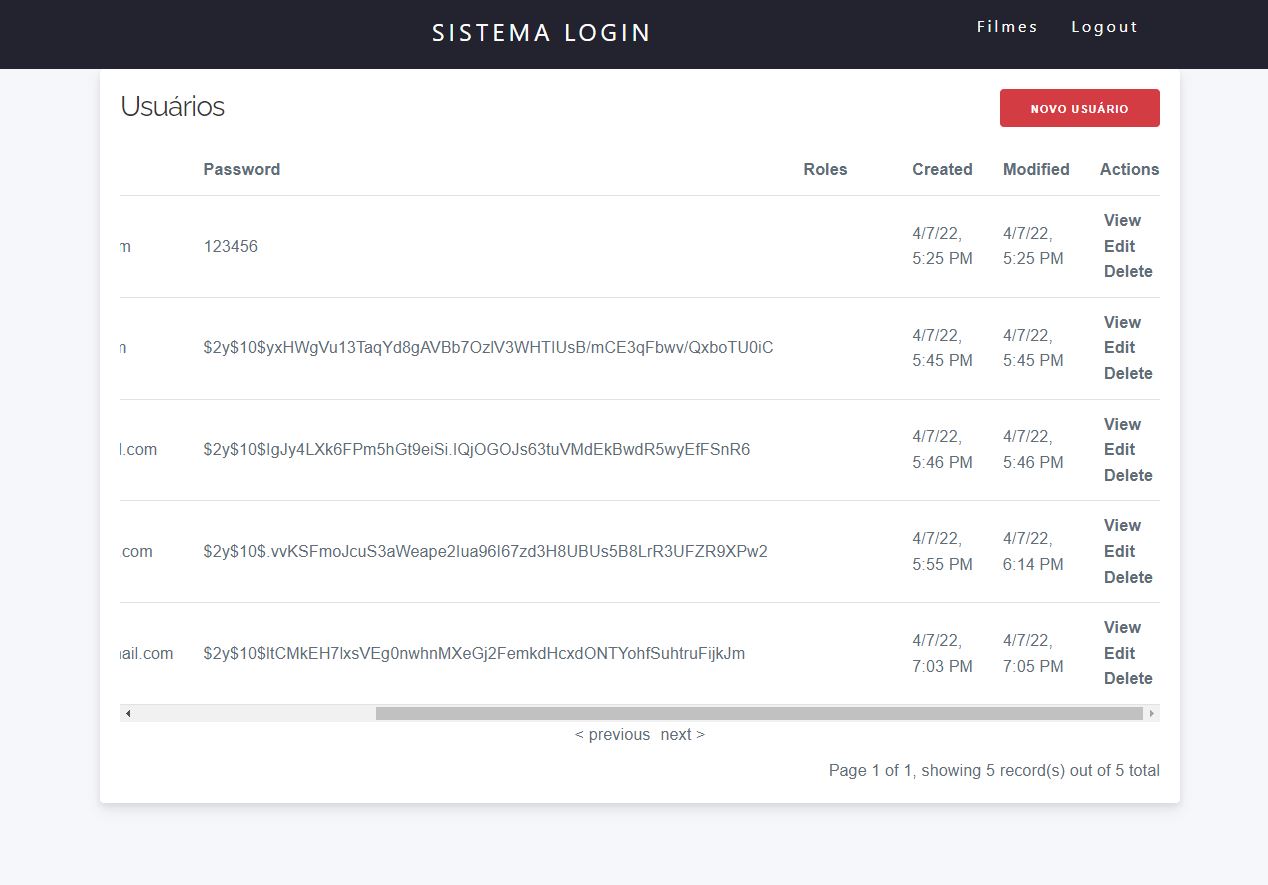 SISTEMA LOGIN
Filmes Logout
Usuários
NOVO USUÁRIO
Password Roles Created Modified Actions
m 123456 4/7/22, 5:25 PM 4/7/22, 5:25 PM View Edit Delete
$2y$10$yxHWgVu13TaqYd8gAVBb7OzlV3WHTlUsB/mCE3qFbwv/QxboTU0iC 4/7/22, 5:45 PM 4/7/22, 5:45 PM View Edit Delete
.com $2y$10$IgJy4LXk6FPm5hGt9eiSi.IQjOGOJs63tuVMdEkBwdR5wyEfFSnR6 4/7/22, 5:46 PM 4/7/22, 5:46 PM View Edit Delete
.com $2y$10$.vvKSFmoJcuS3aWeape2Iua96I67zd3H8UBUs5B8LrR3UFZR9XPw2 4/7/22, 5:55 PM 4/7/22, 6:14 PM View Edit Delete
ail.com $2y$10$ltCMkEH7lxsVEg0nwhnMXeGj2FemkdHcxdONTYohfSuhtruFijkJm 4/7/22, 7:03 PM 4/7/22, 7:05 PM View Edit Delete
< previous next >
Page 1 of 1, showing 5 record(s) out of 5 total